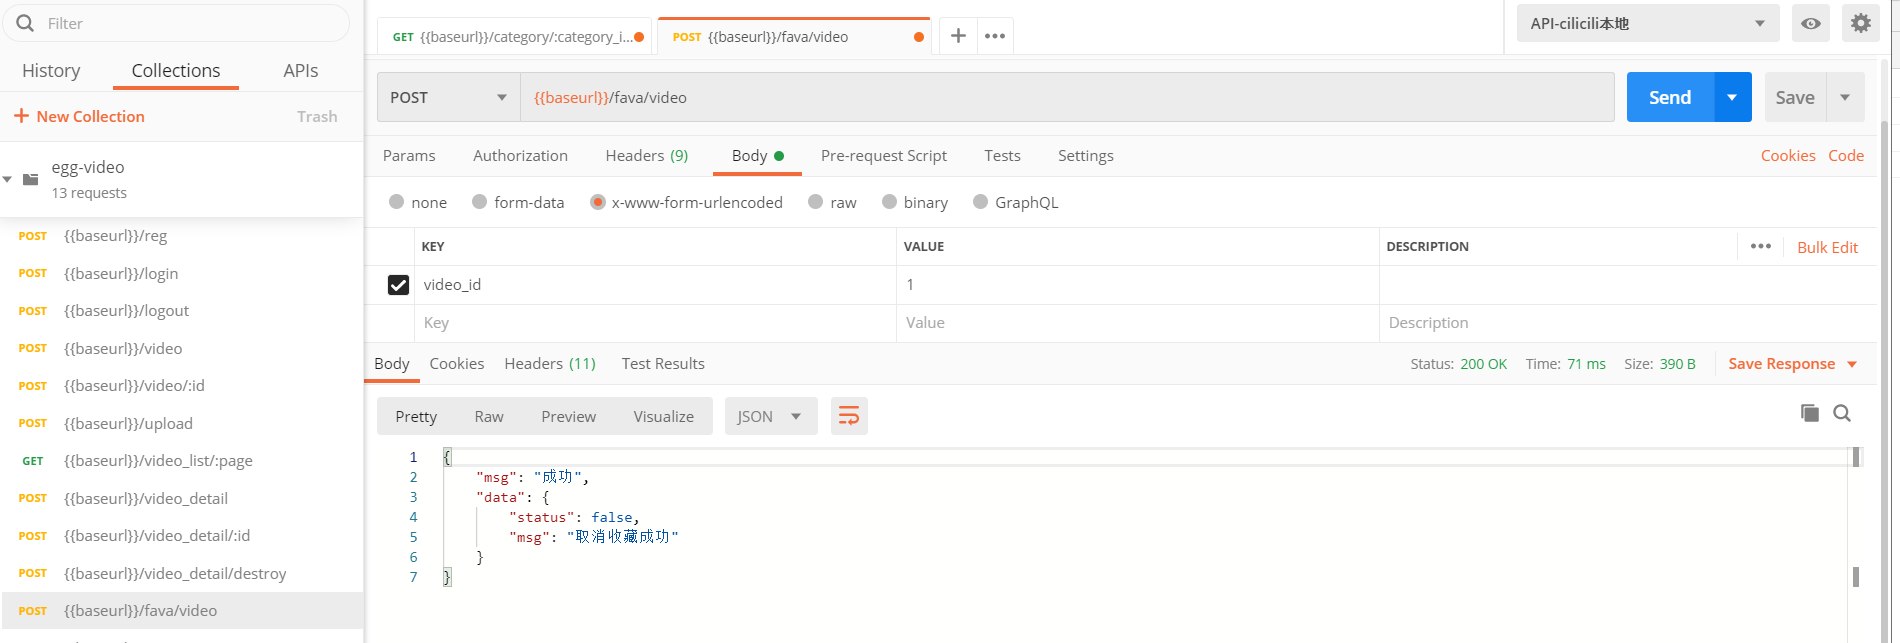 Filter
History Collections APIs
+ New Collection Trash
egg-video
13 requests
POST {{baseurl}}/reg
POST {{baseurl}}/login
POST {{baseurl}}/logout
POST {{baseurl}}/video
POST {{baseurl}}/video/:id
POST {{baseurl}}/upload
GET {{baseurl}}/video_list/:page
POST {{baseurl}}/video_detail
POST {{baseurl}}/video_detail/:id
POST {{baseurl}}/video_detail/destroy
POST {{baseurl}}/fava/video
GET {{baseurl}}/category/:category_i...
POST {{baseurl}}/fava/video
API-cilicili本地
POST {{baseurl}}/fava/video Send Save
Params Authorization Headers (9) Body Pre-request Script Tests Settings Cookies Code
none form-data x-www-form-urlencoded raw binary GraphQL
KEY VALUE DESCRIPTION Bulk Edit
video_id 1
Key Value Description
Body Cookies Headers (11) Test Results Status: 200 OK Time: 71 ms Size: 390 B Save Response
Pretty Raw Preview Visualize JSON
1 {
2 "msg": "成功",
3 "data": {
4 "status": false,
5 "msg": "取消收藏成功"
6 }
7 }